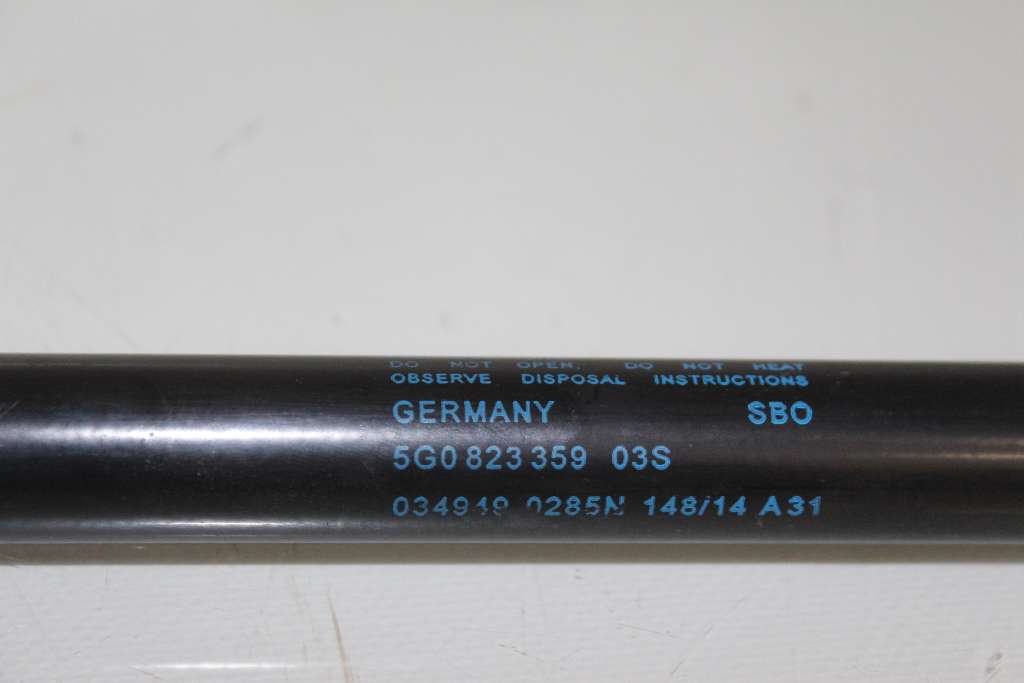 DO NOT OPEN. DO NOT HEAT
OBSERVE DISPOSAL INSTRUCTIONS
GERMANY SBO
5G0 823 359 03S
034949 0285N 148/14 A31